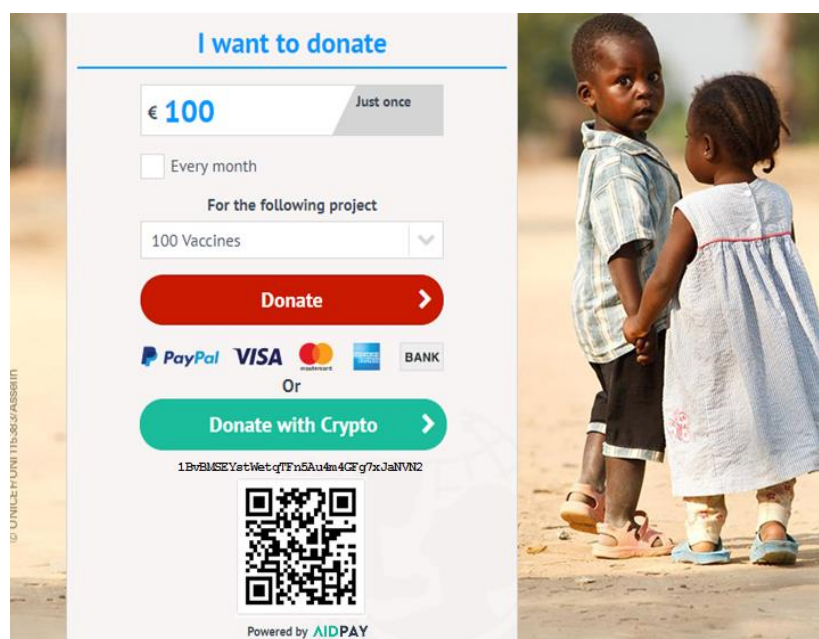 I want to donate
€ 100 Just once
Every month
For the following project
100 Vaccines
Donate
PayPal VISA mastercard BANK
Or
Donate with Crypto
Powered by AIDPAY